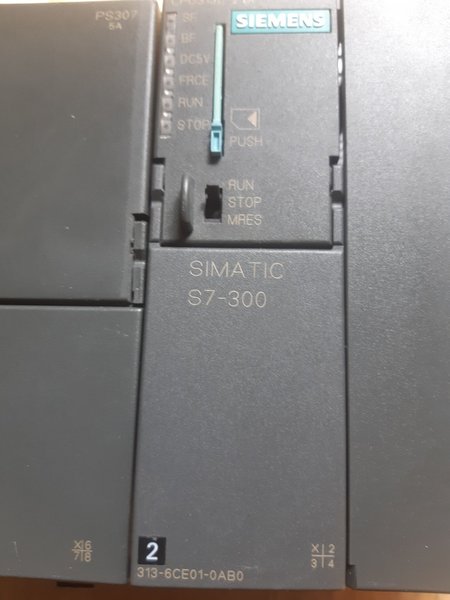 PS307
5A
SIEMENS
SF
BF
DC5V
FRCE
RUN
STOP
PUSH
RUN
STOP
MRES
SIMATIC
S7-300
X 6
7 8
2
313-6CE01-0AB0
X 2
3 4